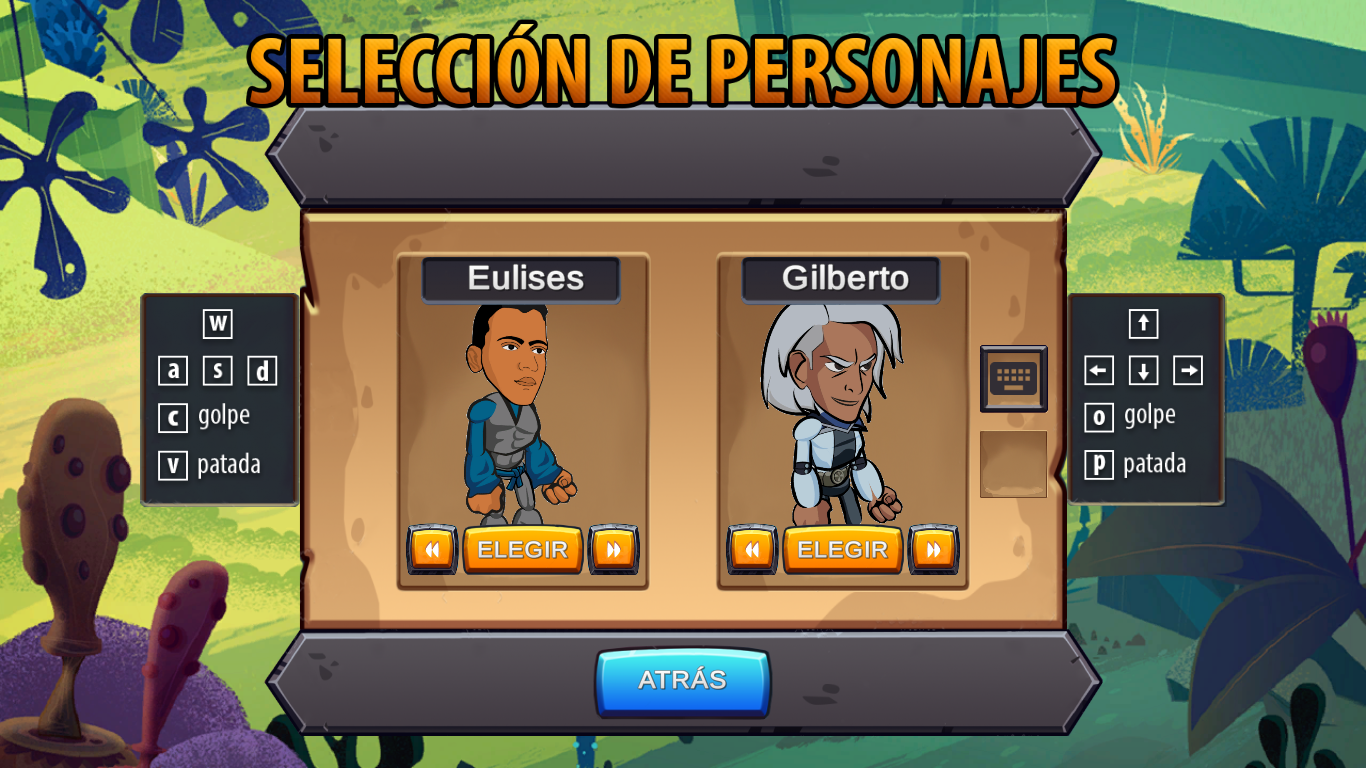 SELECCIÓN DE PERSONAJES
Eulises
Gilberto
w
a s d
c golpe
v patada
o golpe
p patada
ELEGIR
ELEGIR
ATRÁS